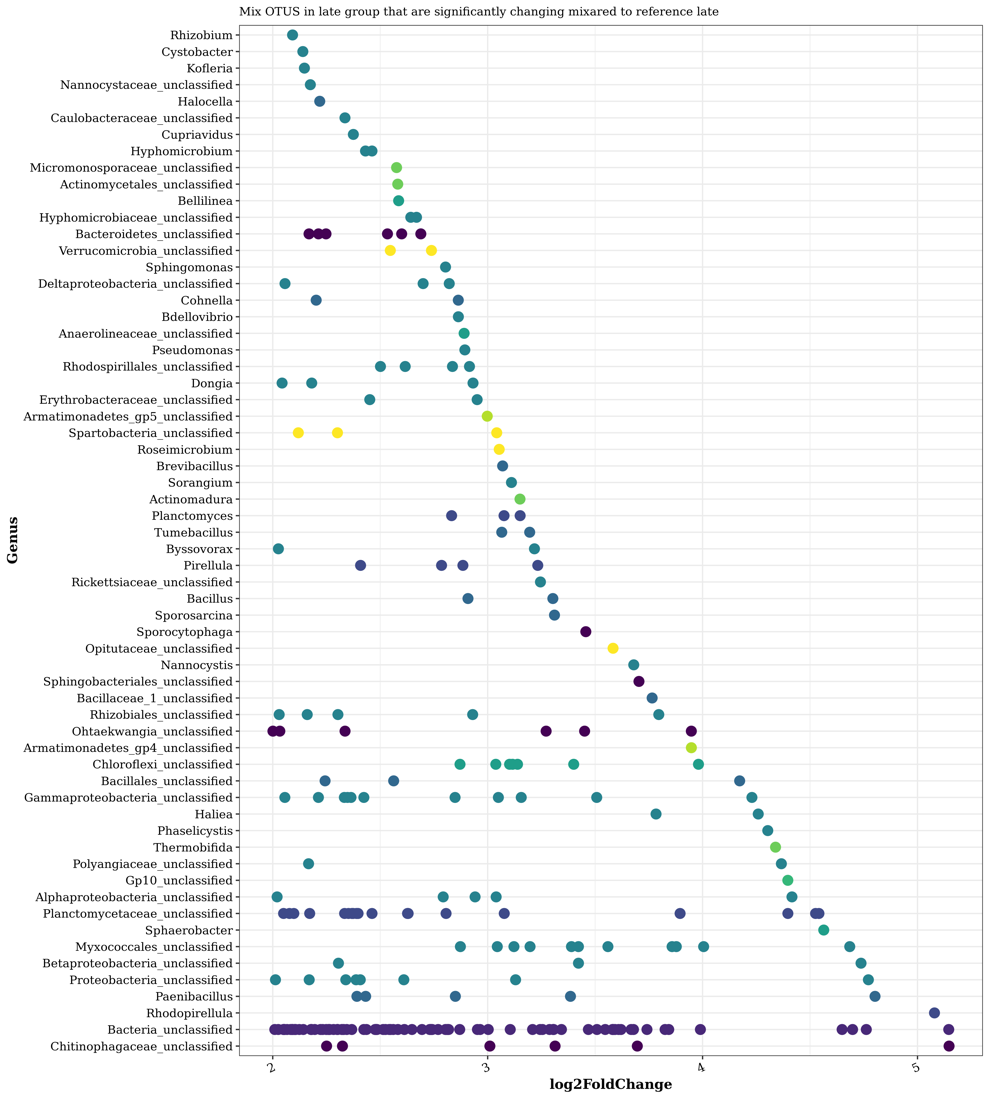 Mix OTUS in late group that are significantly changing mixared to reference late
Rhizobium
Cystobacter
Kofleria
Nannocystaceae_unclassified
Halocella
Caulobacteraceae_unclassified
Cupriavidus
Hyphomicrobium
Micromonosporaceae_unclassified
Actinomycetales_unclassified
Bellilinea
Hyphomicrobiaceae_unclassified
Bacteroidetes_unclassified
Verrucomicrobia_unclassified
Sphingomonas
Deltaproteobacteria_unclassified
Cohnella
Bdellovibrio
Anaerolineaceae_unclassified
Pseudomonas
Rhodospirillales_unclassified
Dongia
Erythrobacteraceae_unclassified
Armatimonadetes_gp5_unclassified
Spartobacteria_unclassified
Roseimicrobium
Brevibacillus
Sorangium
Actinomadura
Planctomyces
Tumebacillus
Byssovorax
Pirellula
Rickettsiaceae_unclassified
Bacillus
Sporosarcina
Sporocytophaga
Opitutaceae_unclassified
Nannocystis
Sphingobacteriales_unclassified
Bacillaceae_1_unclassified
Rhizobiales_unclassified
Ohtaekwangia_unclassified
Armatimonadetes_gp4_unclassified
Chloroflexi_unclassified
Bacillales_unclassified
Gammaproteobacteria_unclassified
Haliea
Phaselicystis
Thermobifida
Polyangiaceae_unclassified
Gp10_unclassified
Alphaproteobacteria_unclassified
Planctomycetaceae_unclassified
Sphaerobacter
Myxococcales_unclassified
Betaproteobacteria_unclassified
Proteobacteria_unclassified
Paenibacillus
Rhodopirellula
Bacteria_unclassified
Chitinophagaceae_unclassified
Genus
2 3 4 5
log2FoldChange